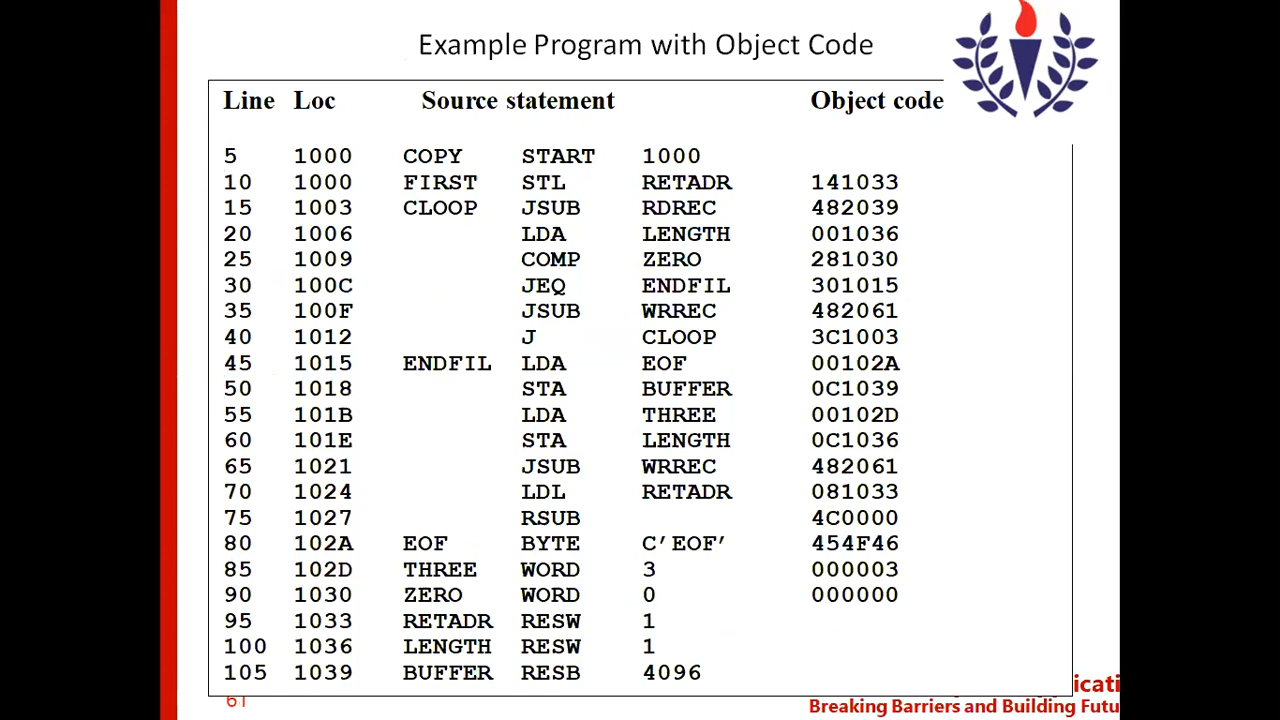 Example Program with Object Code
Line Loc Source statement Object code
5 1000 COPY START 1000
10 1000 FIRST STL RETADR 141033
15 1003 CLOOP JSUB RDREC 482039
20 1006 LDA LENGTH 001036
25 1009 COMP ZERO 281030
30 100C JEQ ENDFIL 301015
35 100F JSUB WRREC 482061
40 1012 J CLOOP 3C1003
45 1015 ENDFIL LDA EOF 00102A
50 1018 STA BUFFER 0C1039
55 101B LDA THREE 00102D
60 101E STA LENGTH 0C1036
65 1021 JSUB WRREC 482061
70 1024 LDL RETADR 081033
75 1027 RSUB 4C0000
80 102A EOF BYTE C’EOF’ 454F46
85 102D THREE WORD 3 000003
90 1030 ZERO WORD 0 000000
95 1033 RETADR RESW 1
100 1036 LENGTH RESW 1
105 1039 BUFFER RESB 4096
Breaking Barriers and Building